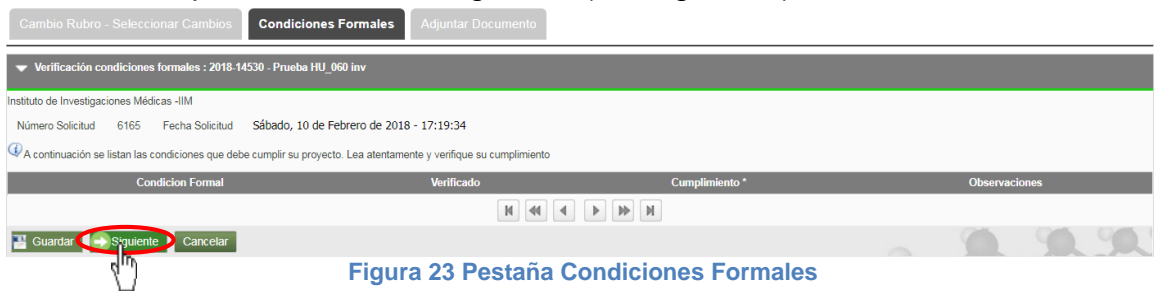 Cambio Rubro - Seleccionar Cambios Condiciones Formales Adjuntar Documento
Verificación condiciones formales : 2018-14530 - Prueba HU_060 inv
Instituto de Investigaciones Médicas -IIM
Número Solicitud 6165 Fecha Solicitud Sábado, 10 de Febrero de 2018 - 17:19:34
A continuación se listan las condiciones que debe cumplir su proyecto. Lea atentamente y verifique su cumplimiento
Condicion Formal Verificado Cumplimiento * Observaciones
Guardar Siguiente Cancelar
Figura 23 Pestaña Condiciones Formales